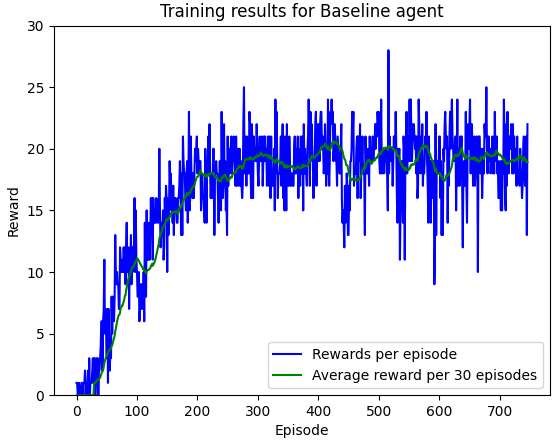 Training results for Baseline agent
30
25
20
15
10
5
0
Reward
Rewards per episode
Average reward per 30 episodes
0 100 200 300 400 500 600 700
Episode